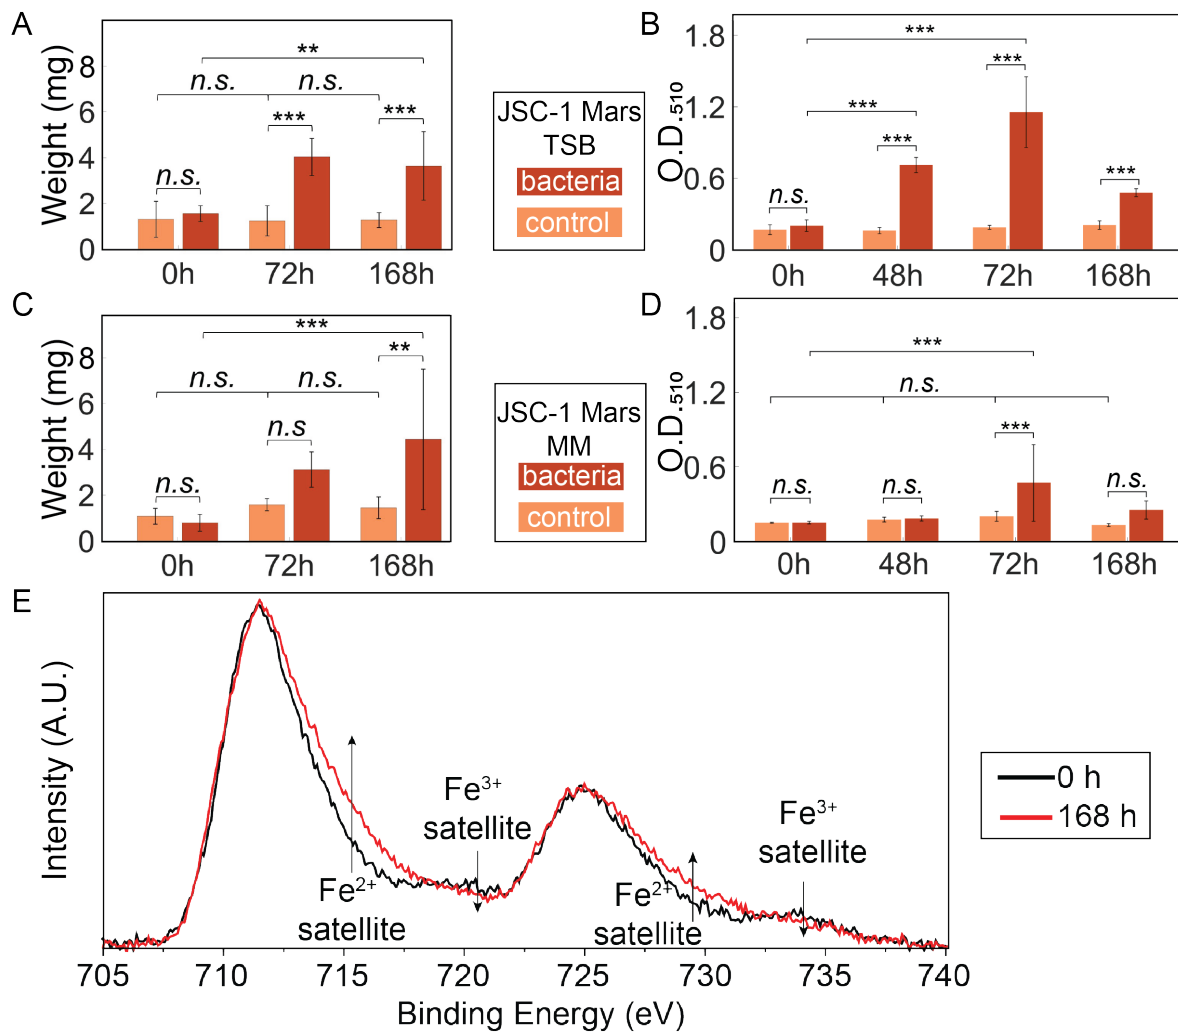 A
Weight (mg)
8
6
4
2
0
**
n.s.
n.s.
***
***
n.s.
0h
72h
168h
JSC-1 Mars
TSB
bacteria
control
B
O.D.510
1.8
1.2
0.6
0
***
***
***
***
***
n.s.
0h
48h
72h
168h
C
Weight (mg)
8
6
4
2
0
***
**
n.s.
n.s.
n.s
n.s.
0h
72h
168h
JSC-1 Mars
MM
bacteria
control
D
O.D.510
1.8
1.2
0.6
0
***
n.s.
***
n.s.
n.s.
n.s.
0h
48h
72h
168h
E
Intensity (A.U.)
Fe2+
satellite
Fe3+
satellite
Fe2+
satellite
Fe3+
satellite
0 h
168 h
705
710
715
720
725
730
735
740
Binding Energy (eV)